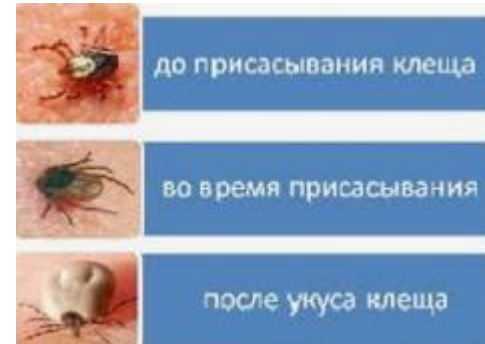 до присасывания клеща
во время присасывания
после укуса клеща